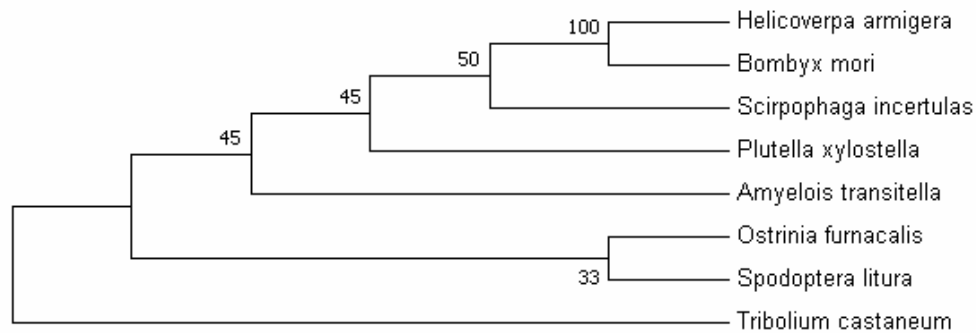 100
Helicoverpa armigera
50
Bombyx mori
45
Scirpophaga incertulas
45
Plutella xylostella
Amyelois transitella
Ostrinia furnacalis
33
Spodoptera litura
Tribolium castaneum